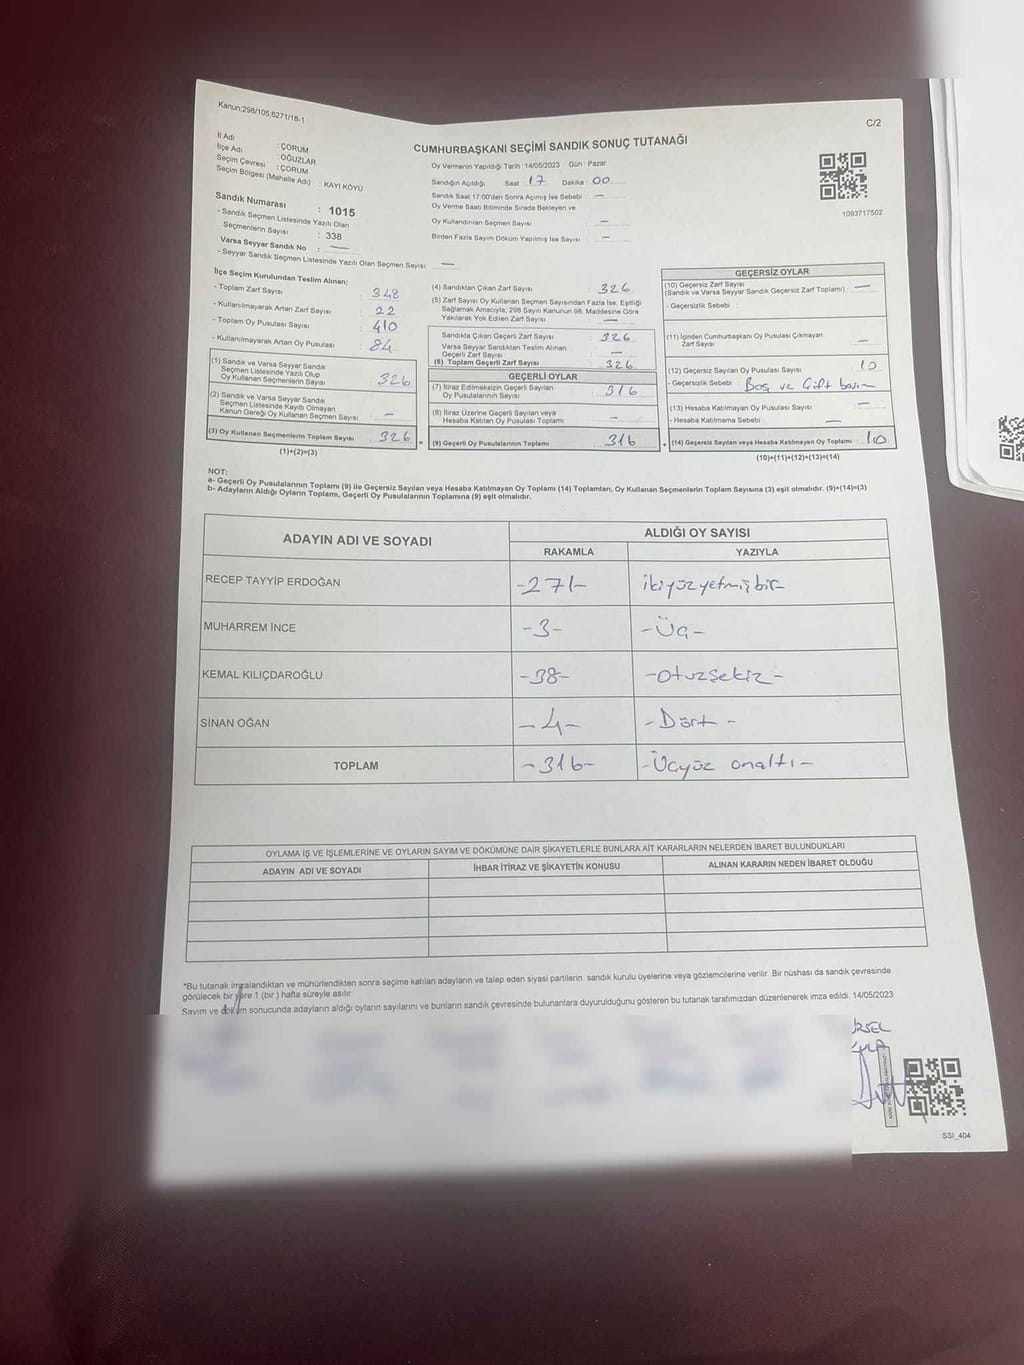 Kanun;298/105;6271/18-1
C/2
İl Adı : ÇORUM
İlçe Adı : OĞUZLAR
Seçim Çevresi : ÇORUM
Seçim Bölgesi (Mahalle Adı) KAYI KÖYÜ
Sandık Numarası : 1015
- Sandık Seçmen Listesinde Yazılı Olan
Seçmenlerin Sayısı : 338
Varsa Seyyar Sandık No : —
- Seyyar Sandık Seçmen Listesinde Yazılı Olan Seçmen Sayısı: —
CUMHURBAŞKANI SEÇİMİ SANDIK SONUÇ TUTANAĞI
Oy Vermenin Yapıldığı Tarih :14/05/2023 Gün : Pazar
Sandığın Açıldığı Saat : 17 Dakika : 00
Sandık Saat 17:00'den Sonra Açımış İse Sebebi : —
Oy Verme Saati Bitiminde Sırada Bekleyen ve
Oy Kullandırılan Seçmen Sayısı : —
Birden Fazla Sayım Döküm Yapılmış İse Sayısı : —
1093717502
İlçe Seçim Kurulundan Teslim Alınan;
- Toplam Zarf Sayısı : 348
- Kullanılmayarak Artan Zarf Sayısı : 22
- Toplam Oy Pusulası Sayısı : 410
- Kullanılmayarak Artan Oy Pusulası : 84
(1) Sandık ve Varsa Seyyar Sandık
Seçmen Listesinde Yazılı Olup
Oy Kullanan Seçmenlerin Sayısı : 326
(2) Sandık ve Varsa Seyyar Sandık
Seçmen Listesinde Kayıtlı Olmayan
Kanun Gereği Oy Kullanan Seçmen Sayısı : —
(3) Oy Kullanan Seçmenlerin Toplam Sayısı : 326 =
(1)+(2)=(3)
(4) Sandıktan Çıkan Zarf Sayısı : 326
(5) Zarf Sayısı Oy Kullanan Seçmen Sayısından Fazla İse, Eşitliği
Sağlamak Amacıyla, 298 Sayılı Kanunun 98. Maddesine Göre
Yakılarak Yok Edilen Zarf Sayısı : —
Sandıkta Çıkan Geçerli Zarf Sayısı : 326
Varsa Seyyar Sandıktan Teslim Alınan
Geçerli Zarf Sayısı : —
(6) Toplam Geçerli Zarf Sayısı : 326
GEÇERLİ OYLAR
(7) İtiraz Edilmeksizin Geçerli Sayılan
Oy Pusulalarının Sayısı : 316
(8) İtiraz Üzerine Geçerli Sayılan veya
Hesaba Katılan Oy Pusulası Toplamı : —
(9) Geçerli Oy Pusulalarının Toplamı : 316 +
GEÇERSİZ OYLAR
(10) Geçersiz Zarf Sayısı
(Sandık ve Varsa Seyyar Sandık Geçersiz Zarf Toplamı) : —
- Geçersizlik Sebebi :
(11) İçinden Cumhurbaşkanı Oy Pusulası Çıkmayan
Zarf Sayısı : —
(12) Geçersiz Sayılan Oy Pusulası Sayısı : 10
- Geçersizlik Sebebi : Boş ve Çift basım
(13) Hesaba Katılmayan Oy Pusulası Sayısı : —
- Hesaba Katılmama Sebebi : —
(14) Geçersiz Sayılan veya Hesaba Katılmayan Oy Toplamı : 10
(10)+(11)+(12)+(13)=(14)
NOT:
a- Geçerli Oy Pusulalarının Toplamı (9) ile Geçersiz Sayılan veya Hesaba Katılmayan Oy Toplamı (14) Toplamları, Oy Kullanan Seçmenlerin Toplam Sayısına (3) eşit olmalıdır. (9)+(14)=(3)
b- Adayların Aldığı Oyların Toplamı, Geçerli Oy Pusulalarının Toplamına (9) eşit olmalıdır.
ADAYIN ADI VE SOYADI ALDIĞI OY SAYISI
RAKAMLA YAZIYLA
RECEP TAYYİP ERDOĞAN -271- ikiyüzyetmişbir-
MUHARREM İNCE -3- -Üç-
KEMAL KILIÇDAROĞLU -38- -Otuzsekiz-
SİNAN OĞAN -4- -Dört-
TOPLAM -316- -Üçyüz onaltı-
OYLAMA İŞ VE İŞLEMLERİNE VE OYLARIN SAYIM VE DÖKÜMÜNE DAİR ŞİKAYETLERLE BUNLARA AİT KARARLARIN NELERDEN İBARET BULUNDUKLARI
ADAYIN ADI VE SOYADI İHBAR İTİRAZ VE ŞİKAYETİN KONUSU ALINAN KARARIN NEDEN İBARET OLDUĞU
*Bu tutanak imzalandıktan ve mühürlendikten sonra seçime katılan adayların ve talep eden siyasi partilerin sandık kurulu üyelerine veya gözlemcilerine verilir. Bir nüshası da sandık çevresinde
görülecek bir yere 1 (bir ) hafta süreyle asılır.
Sayım ve döküm sonucunda adayların aldığı oyların sayılarını ve bunların sandık çevresinde bulunanlara duyurulduğunu gösteren bu tutanak tarafımızdan düzenlenerek imza edildi. 14/05/2023
SSI_404